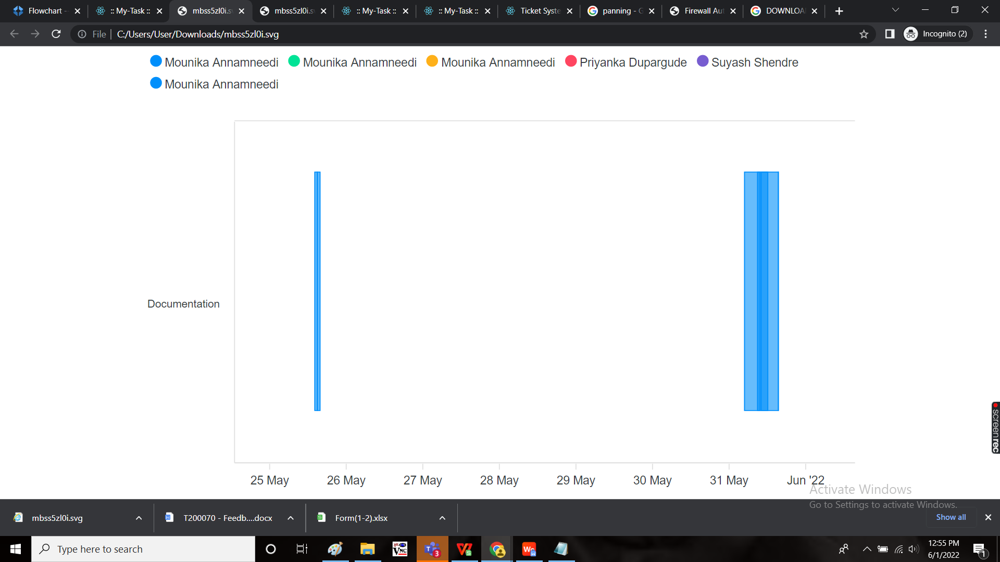 Flowchart -
:: My-Task ::
mbss5zl0i.s
mbss5zl0i.s
:: My-Task ::
:: My-Task ::
Ticket Syste
panning - G
Firewall Aut
DOWNLOA
File
C:/Users/User/Downloads/mbss5zl0i.svg
Incognito (2)
Mounika Annamneedi Mounika Annamneedi Mounika Annamneedi Priyanka Dupargude Suyash Shendre
Mounika Annamneedi
Documentation
25 May 26 May 27 May 28 May 29 May 30 May 31 May Jun '22
Activate Windows
Go to Settings to activate Windows.
screenrec
mbss5zl0i.svg
T200070 - Feedb....docx
Form(1-2).xlsx
Show all
Type here to search
VNC
3
12:55 PM
6/1/2022
1